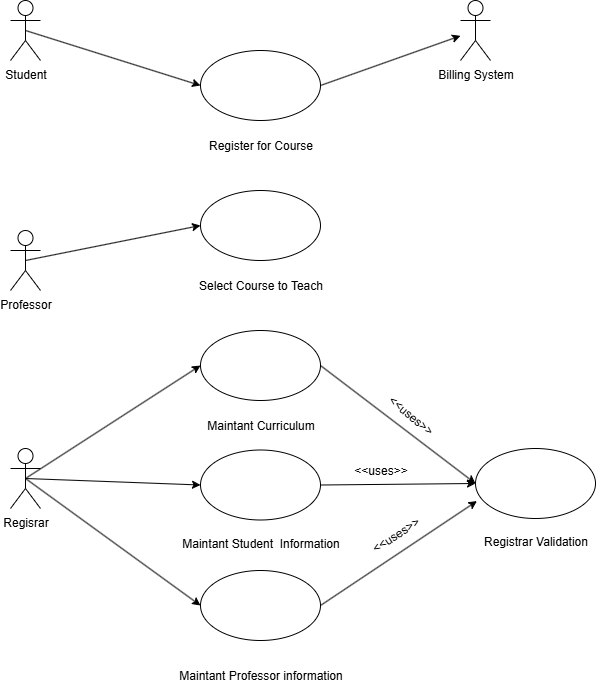 Student
Billing System
Register for Course
Select Course to Teach
Professor
Maintant Curriculum
<<uses>>
<<uses>>
Regisrar
Maintant Student  Information
<<uses>>
Registrar Validation
Maintant Professor information